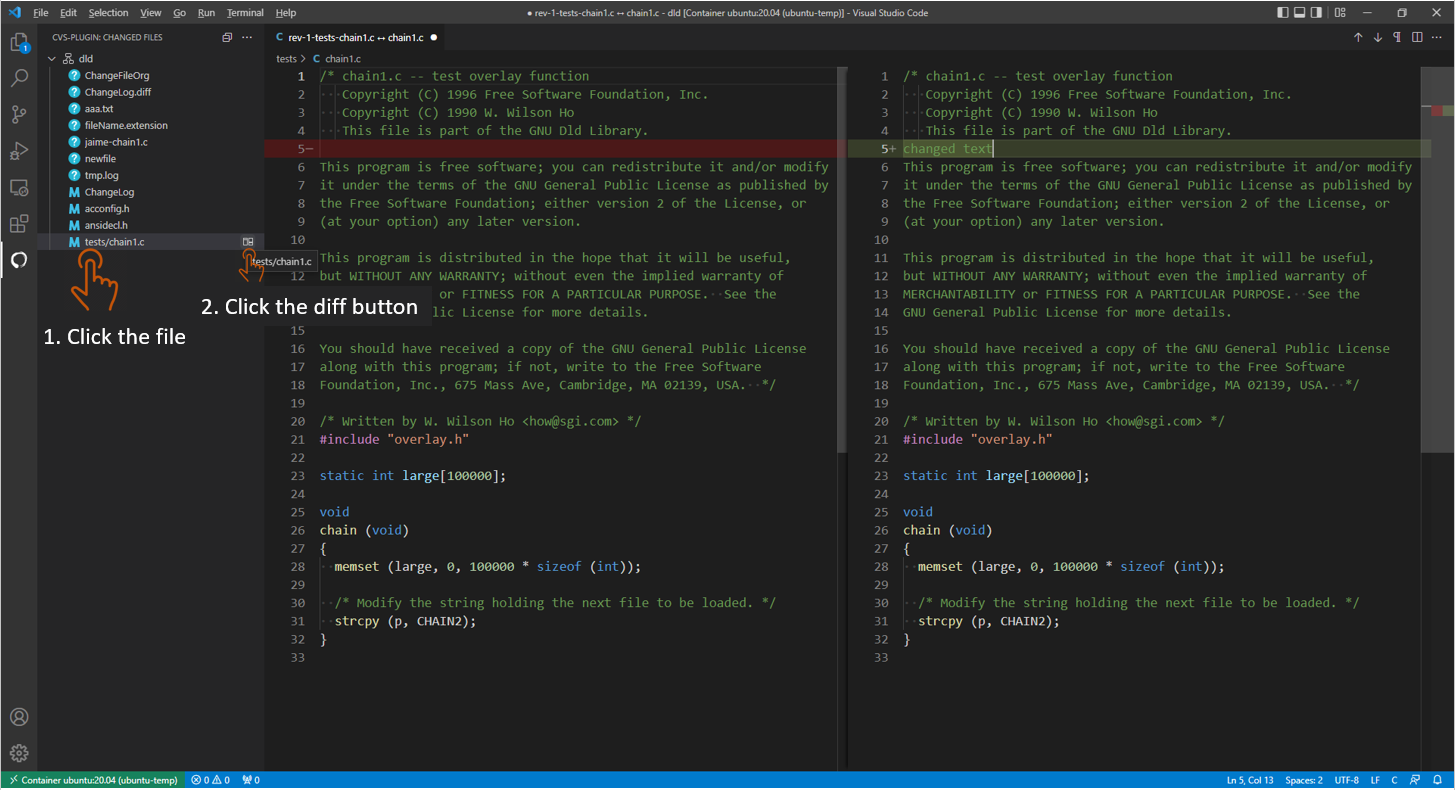 File Edit Selection View Go Run Terminal Help
● rev-1-tests-chain1.c ↔ chain1.c - dld [Container ubuntu:20.04 (ubuntu-temp)] - Visual Studio Code
1
CVS-PLUGIN: CHANGED FILES
dld
? ChangeFileOrg
? ChangeLog.diff
? aaa.txt
? fileName.extension
? jaime-chain1.c
? newfile
? tmp.log
M ChangeLog
M acconfig.h
M ansidecl.h
M tests/chain1.c
tests/chain1.c
1. Click the file
2. Click the diff button
C rev-1-tests-chain1.c ↔ chain1.c ●
tests > C chain1.c
1 /* chain1.c -- test overlay function
2 ···Copyright (C) 1996 Free Software Foundation, Inc.
3 ···Copyright (C) 1990 W. Wilson Ho
4 ···This file is part of the GNU Dld Library.
5−
6 This program is free software; you can redistribute it and/or modify
7 it under the terms of the GNU General Public License as published by
8 the Free Software Foundation; either version 2 of the License, or
9 (at your option) any later version.
10
This program is distributed in the hope that it will be useful,
12 but WITHOUT ANY WARRANTY; without even the implied warranty of
or FITNESS FOR A PARTICULAR PURPOSE.··See the
lic License for more details.
15
16 You should have received a copy of the GNU General Public License
17 along with this program; if not, write to the Free Software
18 Foundation, Inc., 675 Mass Ave, Cambridge, MA 02139, USA.··*/
19
20 /* Written by W. Wilson Ho <how@sgi.com> */
21 #include "overlay.h"
22
23 static int large[100000];
24
25 void
26 chain (void)
27 {
28 ··memset (large, 0, 100000 * sizeof (int));
29
30 ··/* Modify the string holding the next file to be loaded. */
31 ··strcpy (p, CHAIN2);
32 }
33
1 /* chain1.c -- test overlay function
2 ···Copyright (C) 1996 Free Software Foundation, Inc.
3 ···Copyright (C) 1990 W. Wilson Ho
4 ···This file is part of the GNU Dld Library.
5+ changed text
6 This program is free software; you can redistribute it and/or modify
7 it under the terms of the GNU General Public License as published by
8 the Free Software Foundation; either version 2 of the License, or
9 (at your option) any later version.
10
11 This program is distributed in the hope that it will be useful,
12 but WITHOUT ANY WARRANTY; without even the implied warranty of
13 MERCHANTABILITY or FITNESS FOR A PARTICULAR PURPOSE.··See the
14 GNU General Public License for more details.
15
16 You should have received a copy of the GNU General Public License
17 along with this program; if not, write to the Free Software
18 Foundation, Inc., 675 Mass Ave, Cambridge, MA 02139, USA.··*/
19
20 /* Written by W. Wilson Ho <how@sgi.com> */
21 #include "overlay.h"
22
23 static int large[100000];
24
25 void
26 chain (void)
27 {
28 ··memset (large, 0, 100000 * sizeof (int));
29
30 ··/* Modify the string holding the next file to be loaded. */
31 ··strcpy (p, CHAIN2);
32 }
33
Container ubuntu:20.04 (ubuntu-temp) 0 0 0 Ln 5, Col 13 Spaces: 2 UTF-8 LF C